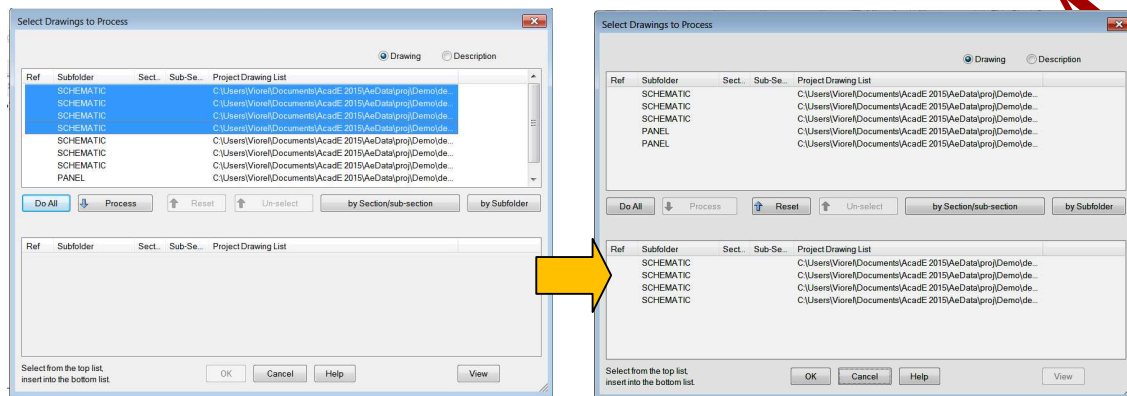 Select Drawings to Process
Drawing Description
Ref Subfolder Sect.. Sub-Se... Project Drawing List
SCHEMATIC C:\Users\Viorel\Documents\AcadE 2015\AeData\proj\Demo\de...
SCHEMATIC C:\Users\Viorel\Documents\AcadE 2015\AeData\proj\Demo\de...
SCHEMATIC C:\Users\Viorel\Documents\AcadE 2015\AeData\proj\Demo\de...
SCHEMATIC C:\Users\Viorel\Documents\AcadE 2015\AeData\proj\Demo\de...
SCHEMATIC C:\Users\Viorel\Documents\AcadE 2015\AeData\proj\Demo\de...
SCHEMATIC C:\Users\Viorel\Documents\AcadE 2015\AeData\proj\Demo\de...
SCHEMATIC C:\Users\Viorel\Documents\AcadE 2015\AeData\proj\Demo\de...
PANEL C:\Users\Viorel\Documents\AcadE 2015\AeData\proj\Demo\de...
Do All Process Reset Un-select by Section/sub-section by Subfolder
Ref Subfolder Sect.. Sub-Se... Project Drawing List
Select from the top list,
insert into the bottom list.
OK Cancel Help View
Select Drawings to Process
Drawing Description
Ref Subfolder Sect.. Sub-Se... Project Drawing List
SCHEMATIC C:\Users\Viorel\Documents\AcadE 2015\AeData\proj\Demo\de...
SCHEMATIC C:\Users\Viorel\Documents\AcadE 2015\AeData\proj\Demo\de...
SCHEMATIC C:\Users\Viorel\Documents\AcadE 2015\AeData\proj\Demo\de...
PANEL C:\Users\Viorel\Documents\AcadE 2015\AeData\proj\Demo\de...
PANEL C:\Users\Viorel\Documents\AcadE 2015\AeData\proj\Demo\de...
Do All Process Reset Un-select by Section/sub-section by Subfolder
Ref Subfolder Sect.. Sub-Se... Project Drawing List
SCHEMATIC C:\Users\Viorel\Documents\AcadE 2015\AeData\proj\Demo\de...
SCHEMATIC C:\Users\Viorel\Documents\AcadE 2015\AeData\proj\Demo\de...
SCHEMATIC C:\Users\Viorel\Documents\AcadE 2015\AeData\proj\Demo\de...
SCHEMATIC C:\Users\Viorel\Documents\AcadE 2015\AeData\proj\Demo\de...
Select from the top list,
insert into the bottom list.
OK Cancel Help View